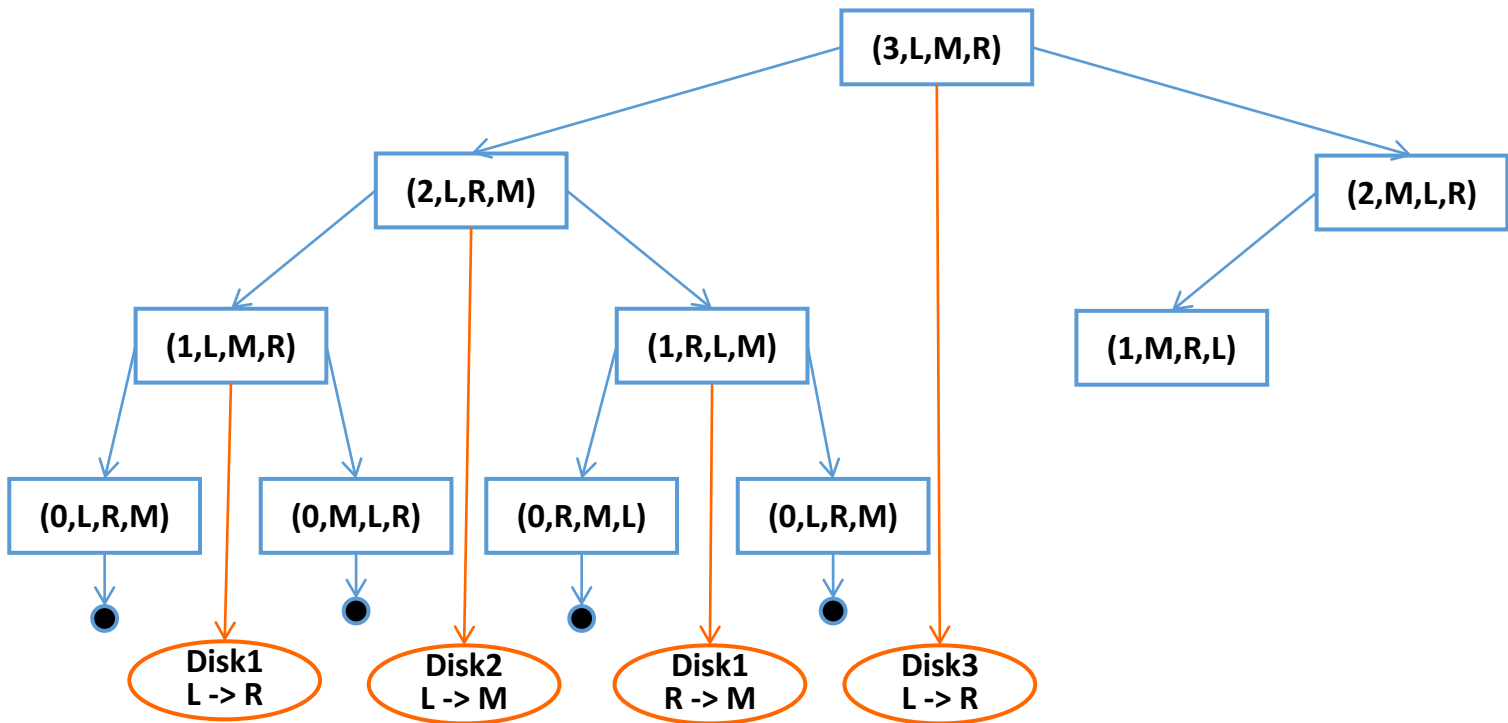 (3,L,M,R)
(2,L,R,M)
(2,M,L,R)
(1,L,M,R)
(1,R,L,M)
(1,M,R,L)
(0,L,R,M)
(0,M,L,R)
(0,R,M,L)
(0,L,R,M)
Disk1
L -> R
Disk2
L -> M
Disk1
R -> M
Disk3
L -> R